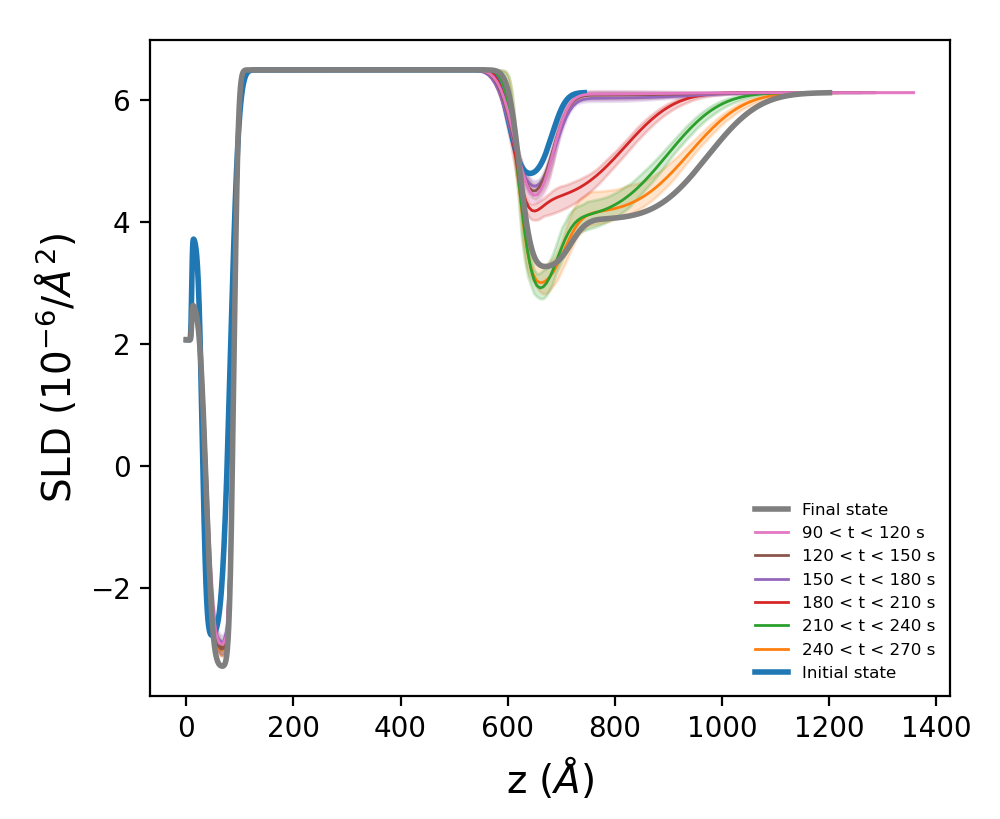 SLD (10⁻⁶/Å²)
6
4
2
0
−2
0 200 400 600 800 1000 1200 1400
z (Å)
Final state
90 < t < 120 s
120 < t < 150 s
150 < t < 180 s
180 < t < 210 s
210 < t < 240 s
240 < t < 270 s
Initial state